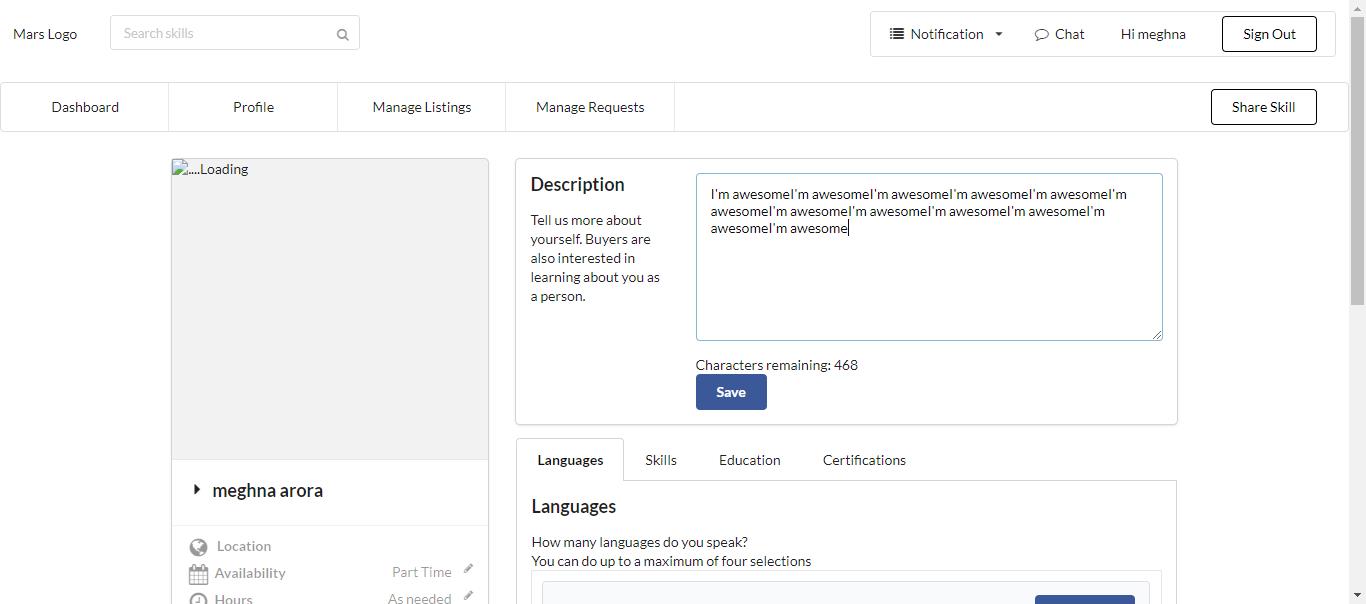 Mars Logo
Search skills
Notification
Chat
Hi meghna
Sign Out
Dashboard
Profile
Manage Listings
Manage Requests
Share Skill
....Loading
meghna arora
Location
Availability
Part Time
Hours
As needed
Description
Tell us more about
yourself. Buyers are
also interested in
learning about you as
a person.
I'm awesomeI'm awesomeI'm awesomeI'm awesomeI'm awesomeI'm
awesomeI'm awesomeI'm awesomeI'm awesomeI'm awesomeI'm
awesomeI'm awesome
Characters remaining: 468
Save
Languages
Skills
Education
Certifications
Languages
How many languages do you speak?
You can do up to a maximum of four selections